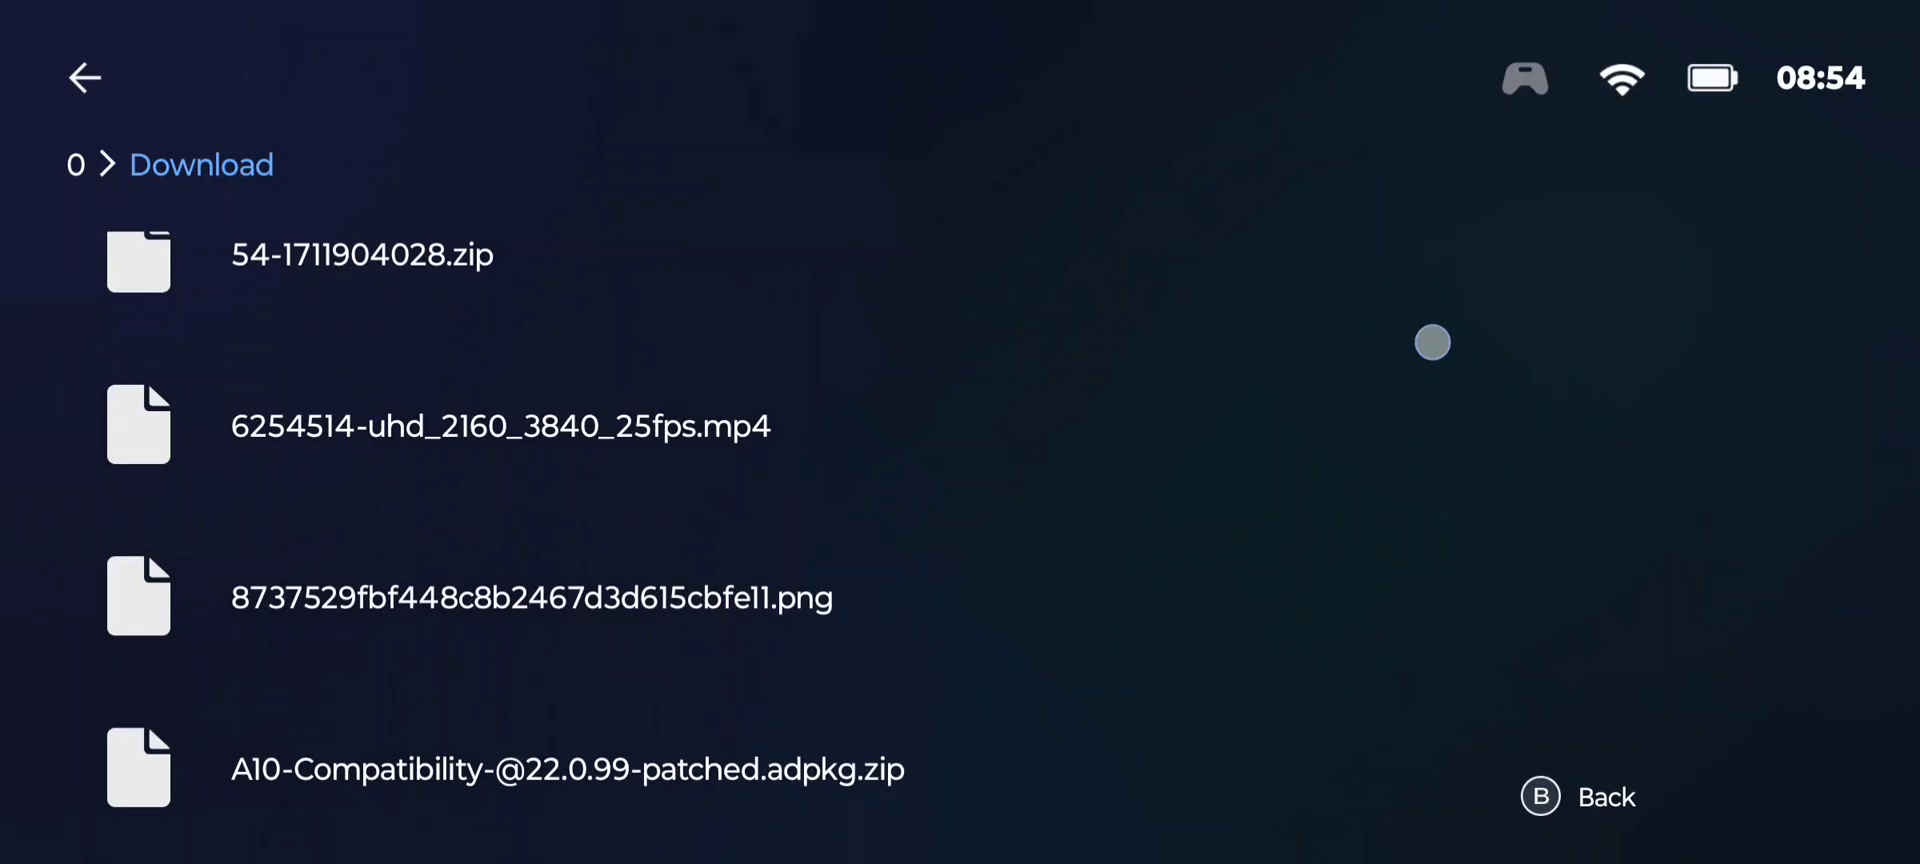 08:54
0 > Download
54-1711904028.zip
6254514-uhd_2160_3840_25fps.mp4
8737529fbf448c8b2467d3d615cbfe11.png
A10-Compatibility-@22.0.99-patched.adpkg.zip
B Back